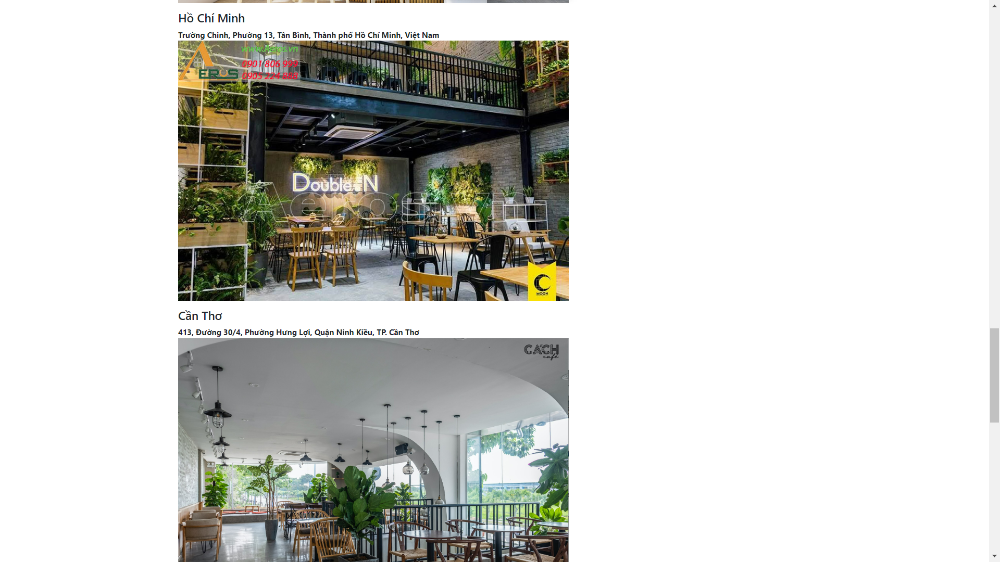 Hồ Chí Minh
Trường Chinh, Phường 13, Tân Bình, Thành phố Hồ Chí Minh, Việt Nam
www.Aeros.vn
0901 806 999
AEROS
0905 224 888
Double N
Aeros.vn
MOON
Cần Thơ
413, Đường 30/4, Phường Hưng Lợi, Quận Ninh Kiều, TP. Cần Thơ
CÁCH
café